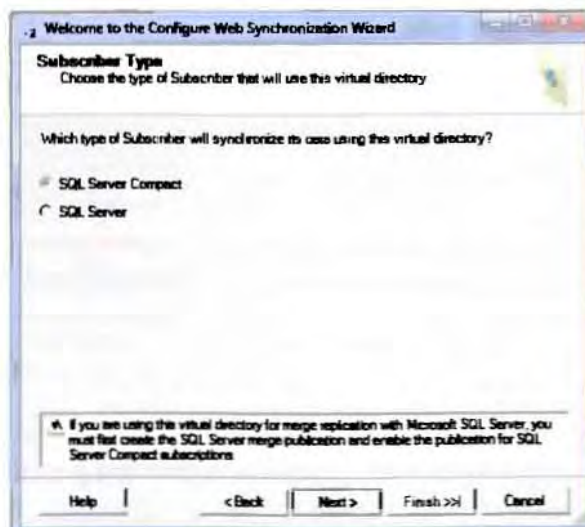 Welcome to the Configure Web Synchronization Wizard
Subscriber Type
Choose the type of Subscriber that will use this virtual directory
Which type of Subscriber will synchronize its data using this virtual directory?
SQL Server Compact
SQL Server
If you are using this virtual directory for merge replication with Microsoft SQL Server, you
must first create the SQL Server merge publication and enable the publication for SQL
Server Compact subscriptions
Help
< Back
Next >
Finish >>|
Cancel